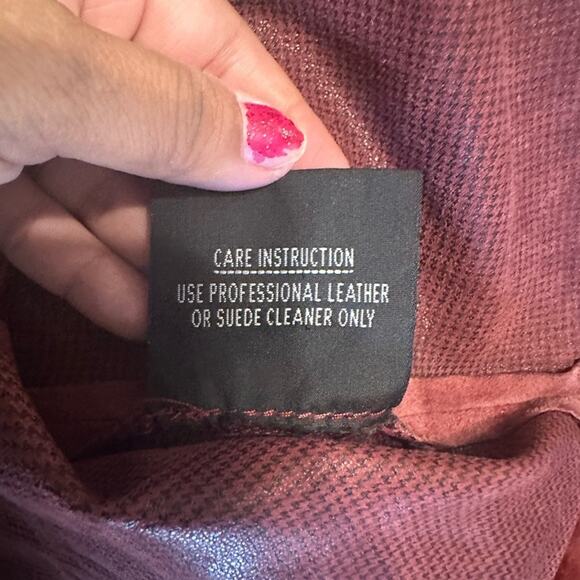 CARE INSTRUCTION
USE PROFESSIONAL LEATHER
OR SUEDE CLEANER ONLY